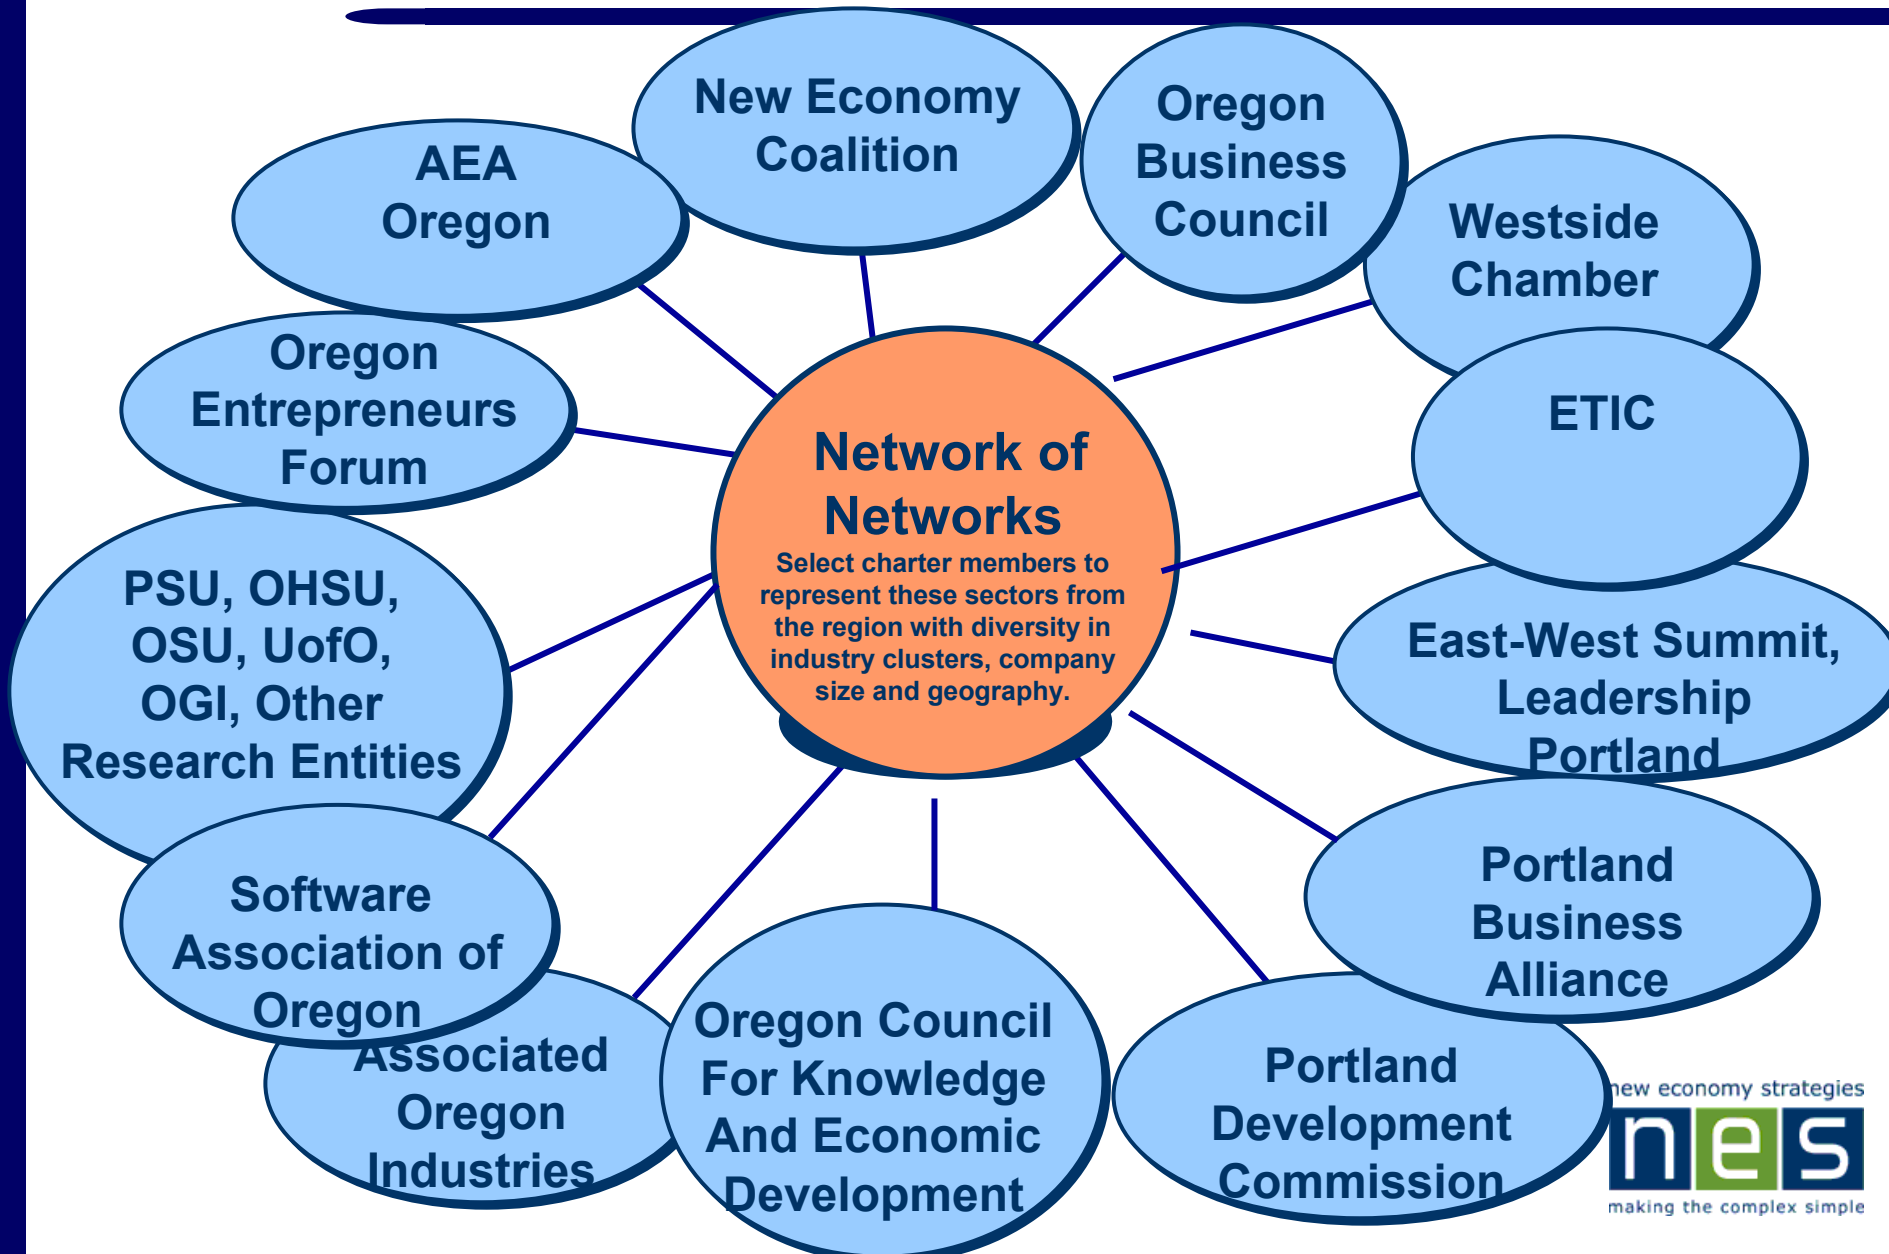 New Economy
Coalition
Oregon
Business
Council
AEA
Oregon
Westside
Chamber
Oregon
Entrepreneurs
Forum
ETIC
Network of
Networks
Select charter members to
represent these sectors from
the region with diversity in
industry clusters, company
size and geography.
PSU, OHSU,
OSU, UofO,
OGI, Other
Research Entities
East-West Summit,
Leadership
Portland
Software
Association of
Oregon
Portland
Business
Alliance
Associated
Oregon
Industries
Oregon Council
For Knowledge
And Economic
Development
Portland
Development
Commission
new economy strategies
nes
making the complex simple